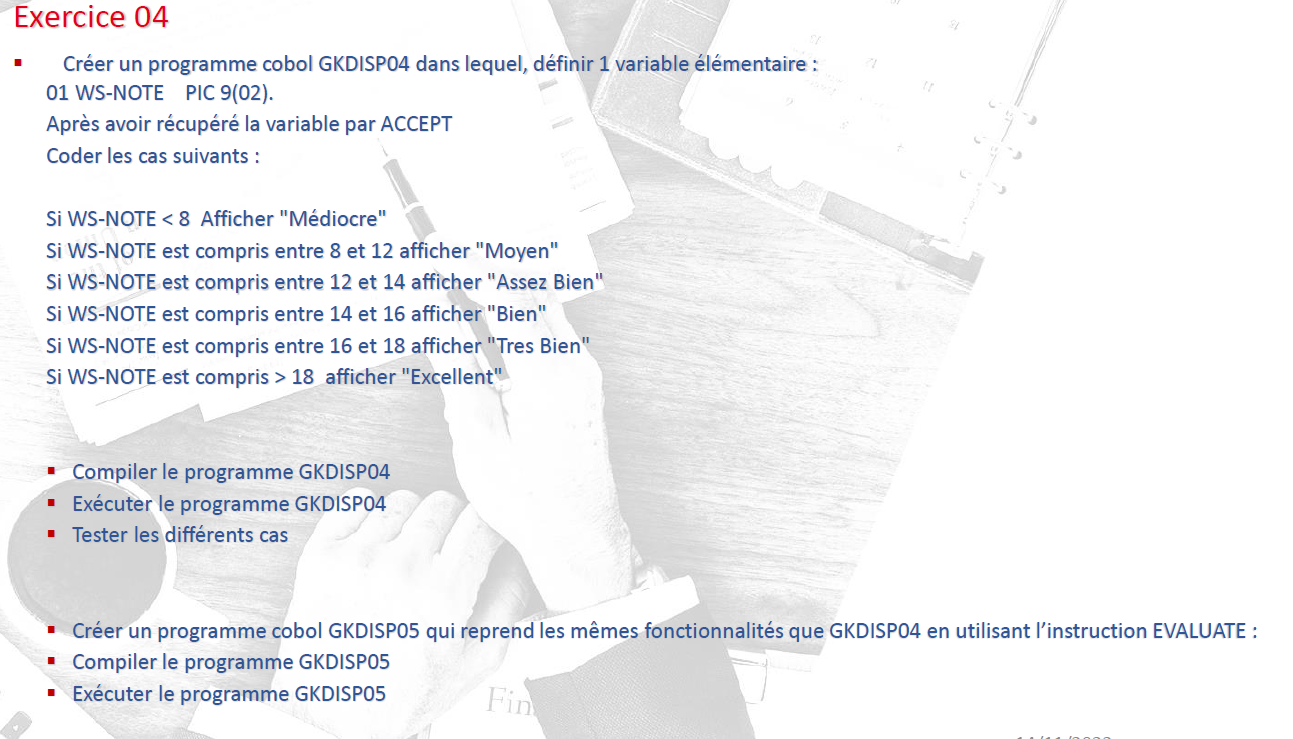 Exercice 04
Créer un programme cobol GKDISP04 dans lequel, définir 1 variable élémentaire :
01 WS-NOTE PIC 9(02).
Après avoir récupéré la variable par ACCEPT
Coder les cas suivants :
Si WS-NOTE < 8 Afficher "Médiocre"
Si WS-NOTE est compris entre 8 et 12 afficher "Moyen"
Si WS-NOTE est compris entre 12 et 14 afficher "Assez Bien"
Si WS-NOTE est compris entre 14 et 16 afficher "Bien"
Si WS-NOTE est compris entre 16 et 18 afficher "Tres Bien"
Si WS-NOTE est compris > 18 afficher "Excellent"
Compiler le programme GKDISP04
Exécuter le programme GKDISP04
Tester les différents cas
Créer un programme cobol GKDISP05 qui reprend les mêmes fonctionnalités que GKDISP04 en utilisant l’instruction EVALUATE :
Compiler le programme GKDISP05
Exécuter le programme GKDISP05